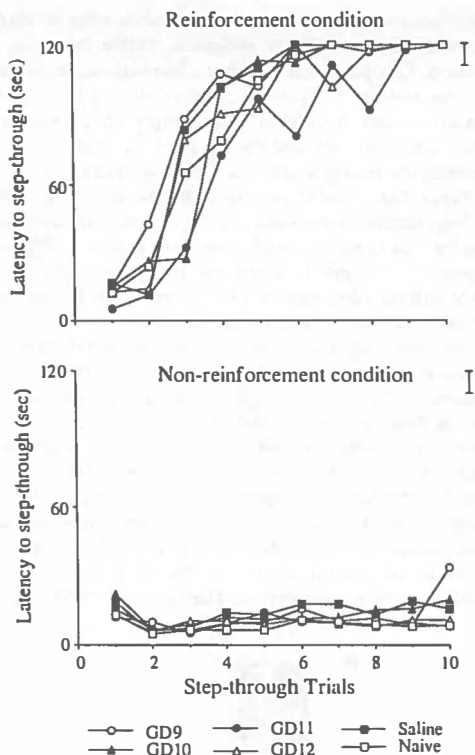 Reinforcement condition
120
60
0
Latency to step-through (sec)
Non-reinforcement condition
120
60
0
Latency to step-through (sec)
0 2 4 6 8 10
Step-through Trials
GD9 GD11 Saline
GD10 GD12 Naive